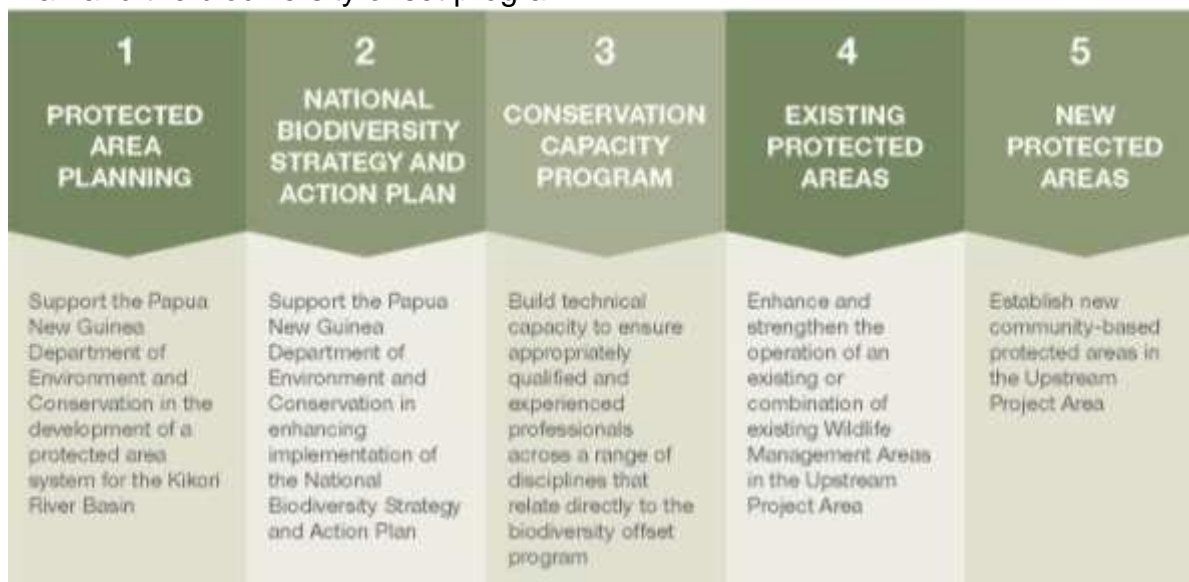 biodiversity offset program
1
PROTECTED
AREA
PLANNING
Support the Papua
New Guinea
Department of
Environment and
Conservation in the
development of a
protected area
system for the Kikori
River Basin
2
NATIONAL
BIODIVERSITY
STRATEGY AND
ACTION PLAN
Support the Papua
New Guinea
Department of
Environment and
Conservation in
enhancing
implementation of
the National
Biodiversity Strategy
and Action Plan
3
CONSERVATION
CAPACITY
PROGRAM
Build technical
capacity to ensure
appropriately
qualified and
experienced
professionals
across a range of
disciplines that
relate directly to the
biodiversity offset
program
4
EXISTING
PROTECTED
AREAS
Enhance and
strengthen the
operation of an
existing or
combination of
existing Wildlife
Management Areas
in the Upstream
Project Area
5
NEW
PROTECTED
AREAS
Establish new
community-based
protected areas in
the Upstream
Project Area